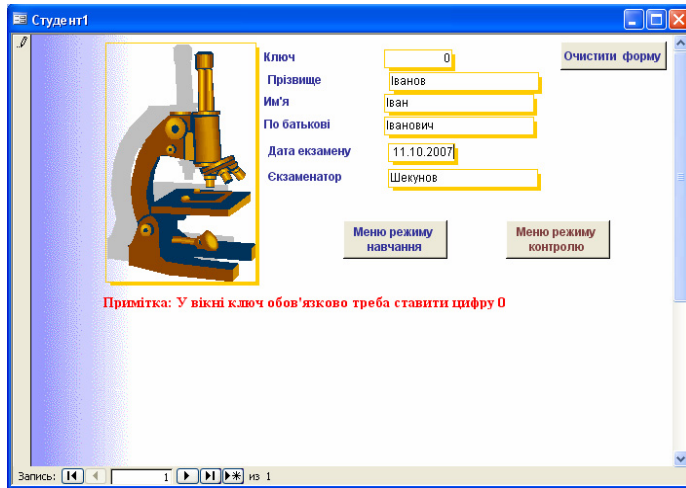 Студент1
Ключ 0 Очистити форму
Прізвище Іванов
Им'я Іван
По батькові Іванович
Дата екзамену 11.10.2007
Єкзаменатор Шекунов
Меню режиму навчання
Меню режиму контролю
Примітка: У вікні ключ обов'язково треба ставити цифру 0
Запись: 1 из 1